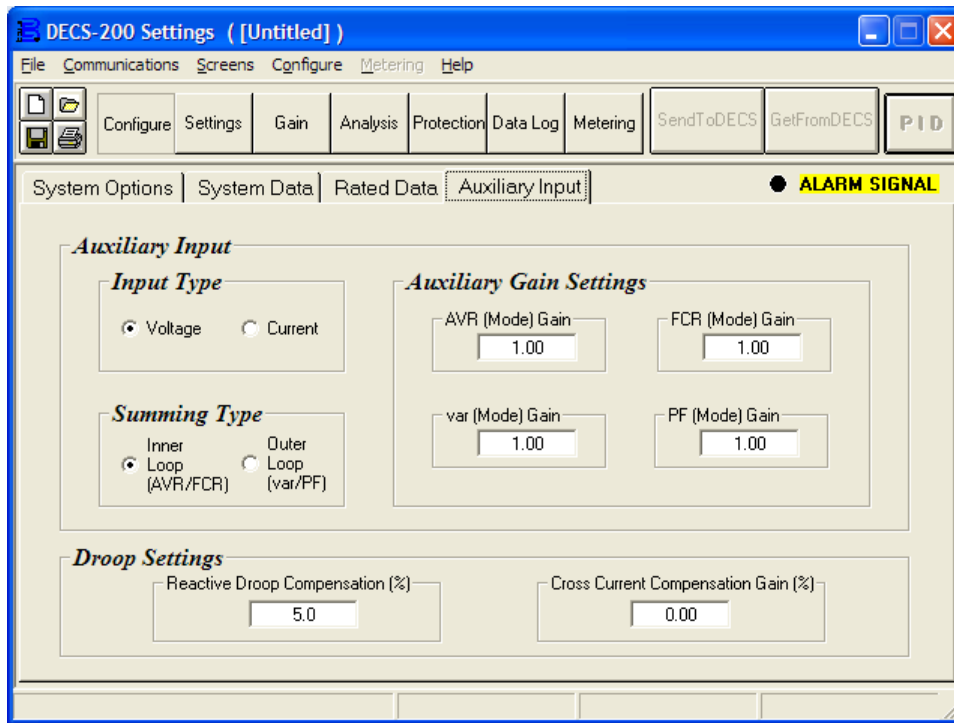 DECS-200 Settings ( [Untitled] )
File Communications Screens Configure Metering Help
Configure Settings Gain Analysis Protection Data Log Metering SendToDECS GetFromDECS PID
System Options System Data Rated Data Auxiliary Input ALARM SIGNAL
Auxiliary Input
Input Type
Voltage Current
Summing Type
Inner
Loop
(AVR/FCR)
Outer
Loop
(var/PF)
Auxiliary Gain Settings
AVR (Mode) Gain
1.00
FCR (Mode) Gain
1.00
var (Mode) Gain
1.00
PF (Mode) Gain
1.00
Droop Settings
Reactive Droop Compensation (%)
5.0
Cross Current Compensation Gain (%)
0.00